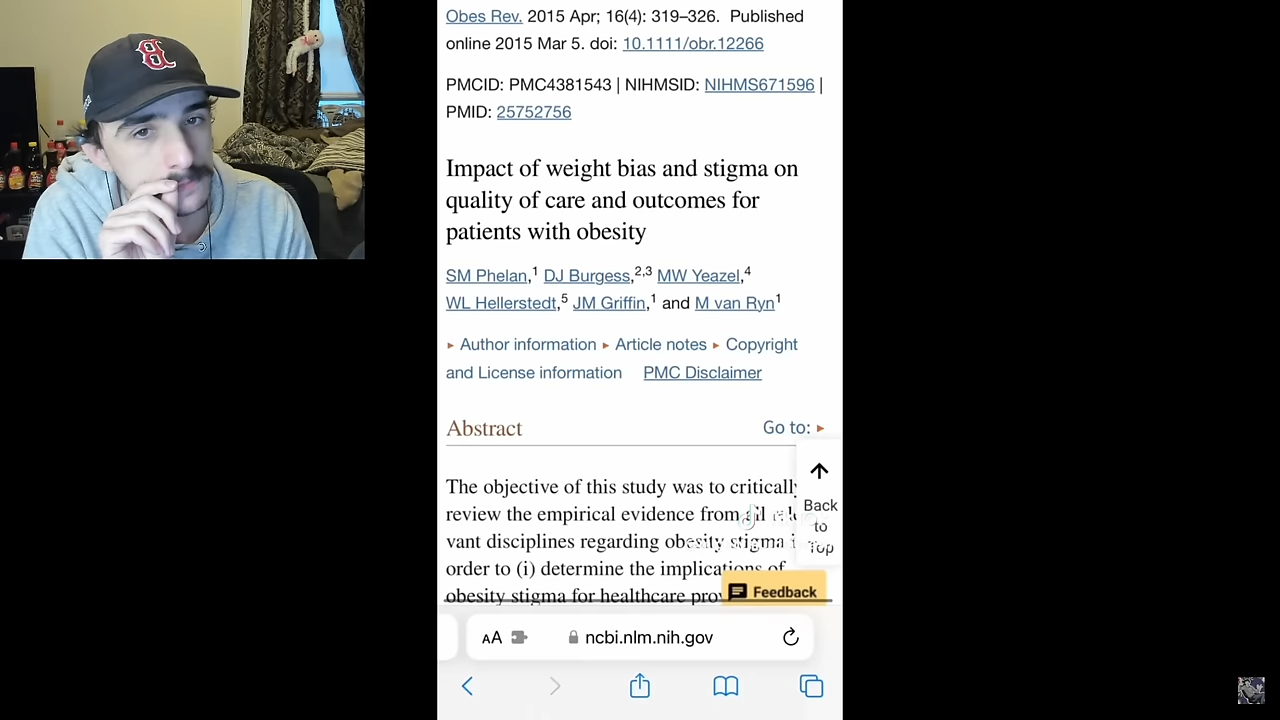 Obes Rev. 2015 Apr; 16(4): 319–326. Published
online 2015 Mar 5. doi: 10.1111/obr.12266
PMCID: PMC4381543 | NIHMSID: NIHMS671596 |
PMID: 25752756
Impact of weight bias and stigma on
quality of care and outcomes for
patients with obesity
SM Phelan,1 DJ Burgess,2,3 MW Yeazel,4
WL Hellerstedt,5 JM Griffin,1 and M van Ryn1
▸ Author information ▸ Article notes ▸ Copyright
and License information PMC Disclaimer
Abstract
Go to: ▸
The objective of this study was to critically
review the empirical evidence from
vant disciplines regarding obesity stigma
order to (i) determine the implications of
obesity stigma for healthcare
Back
to
Top
Feedback
AA
ncbi.nlm.nih.gov
B